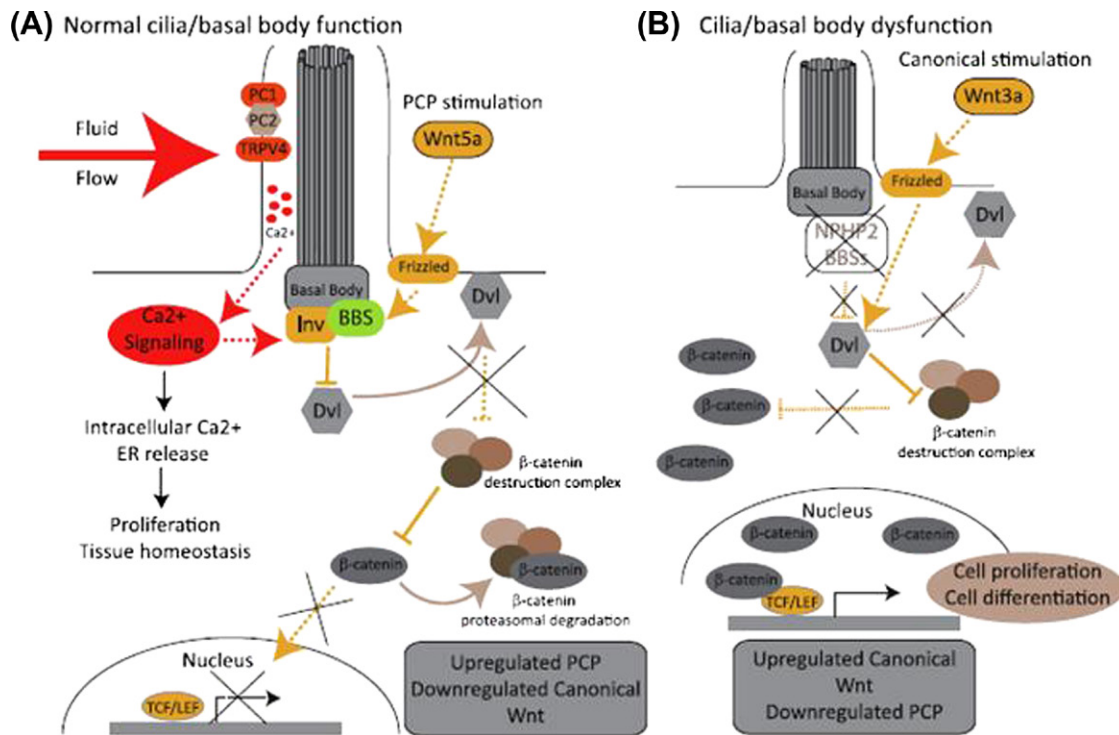 (A) Normal cilia/basal body function
PC1
PC2
TRPV4
Fluid
Flow
Ca2+
PCP stimulation
Wnt5a
Frizzled
Basal Body
Inv
BBS
Dvl
Ca2+
Signaling
Dvl
Intracellular Ca2+
ER release
Proliferation
Tissue homeostasis
β-catenin
destruction complex
β-catenin
β-catenin
β-catenin
proteasomal degradation
Nucleus
TCF/LEF
Upregulated PCP
Downregulated Canonical
Wnt
(B) Cilia/basal body dysfunction
Canonical stimulation
Wnt3a
Basal Body
Frizzled
Dvl
NPHP2
BBSs
Dvl
β-catenin
β-catenin
β-catenin
β-catenin
destruction complex
Nucleus
β-catenin
β-catenin
β-catenin
TCF/LEF
Cell proliferation
Cell differentiation
Upregulated Canonical
Wnt
Downregulated PCP